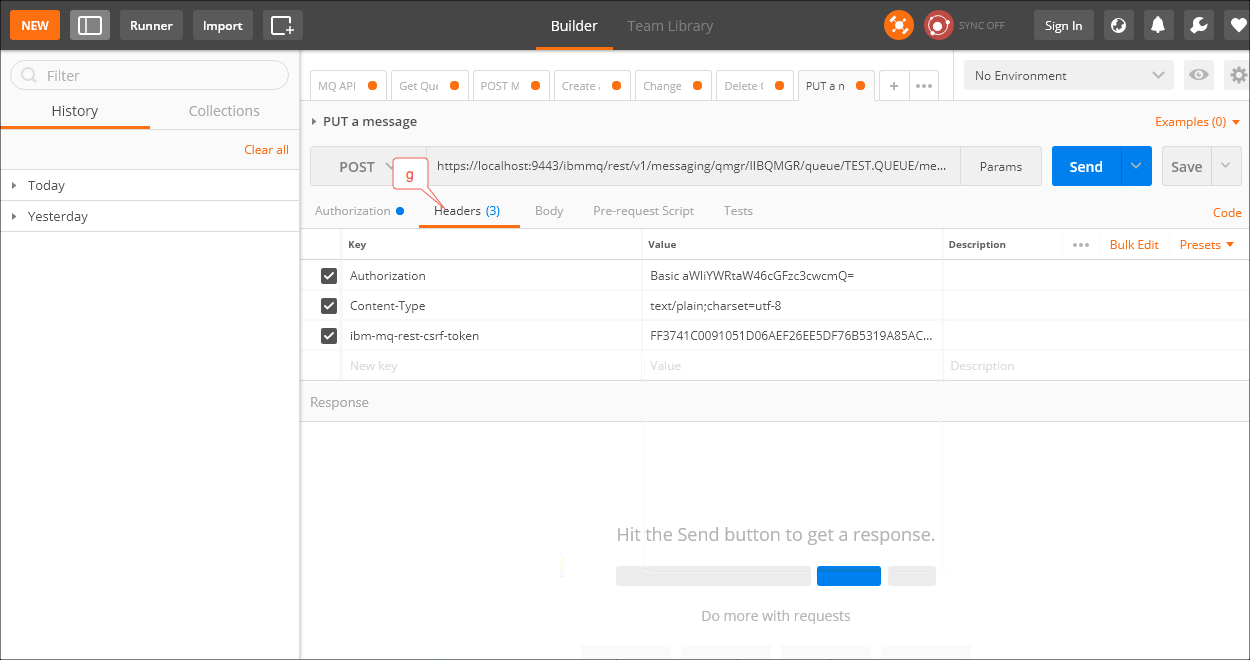 NEW Runner Import Builder Team Library SYNC OFF Sign In
Filter
History Collections
Clear all
Today
Yesterday
MQ API Get Que POST M Create Change Delete PUT a n + ••• No Environment
PUT a message Examples (0)
POST https://localhost:9443/ibmmq/rest/v1/messaging/qmgr/IIBQMGR/queue/TEST.QUEUE/me... Params Send Save
g
Authorization Headers (3) Body Pre-request Script Tests Code
Key Value Description ••• Bulk Edit Presets
Authorization Basic aWliYWRtaW46cGFzc3cwcmQ=
Content-Type text/plain;charset=utf-8
ibm-mq-rest-csrf-token FF3741C0091051D06AEF26EE5DF76B5319A85AC...
New key Value Description
Response
Hit the Send button to get a response.
Do more with requests